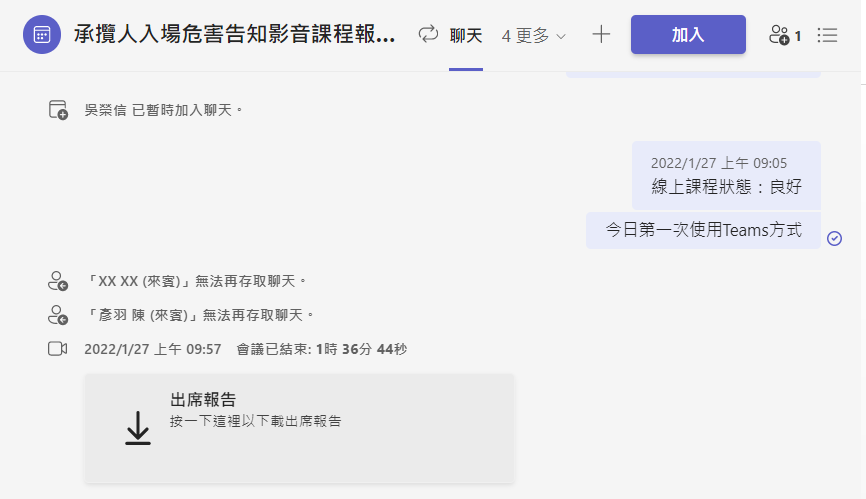 承攬人入場危害告知影音課程報...
聊天
4 更多
加入
1
吳榮信 已暫時加入聊天。
2022/1/27 上午 09:05
線上課程狀態：良好
今日第一次使用Teams方式
「XX XX (來賓)」無法再存取聊天。
「彥羽 陳 (來賓)」無法再存取聊天。
2022/1/27 上午 09:57 會議已結束: 1時 36分 44秒
出席報告
按一下這裡以下載出席報告